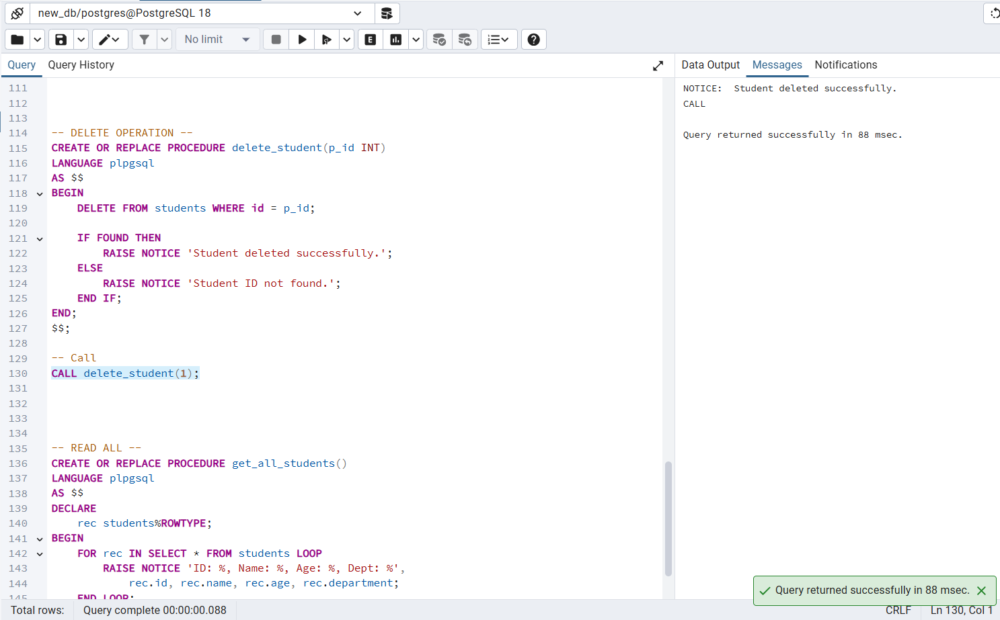 new_db/postgres@PostgreSQL 18
No limit
E
Query Query History
Data Output Messages Notifications
111
112
113
114 -- DELETE OPERATION --
115 CREATE OR REPLACE PROCEDURE delete_student(p_id INT)
116 LANGUAGE plpgsql
117 AS $$
118 BEGIN
119 DELETE FROM students WHERE id = p_id;
120
121 IF FOUND THEN
122 RAISE NOTICE 'Student deleted successfully.';
123 ELSE
124 RAISE NOTICE 'Student ID not found.';
125 END IF;
126 END;
127 $$;
128
129 -- Call
130 CALL delete_student(1);
131
132
133
134
135 -- READ ALL --
136 CREATE OR REPLACE PROCEDURE get_all_students()
137 LANGUAGE plpgsql
138 AS $$
139 DECLARE
140 rec students%ROWTYPE;
141 BEGIN
142 FOR rec IN SELECT * FROM students LOOP
143 RAISE NOTICE 'ID: %, Name: %, Age: %, Dept: %',
144 rec.id, rec.name, rec.age, rec.department;
145 END LOOP;
NOTICE: Student deleted successfully.
CALL
Query returned successfully in 88 msec.
Query returned successfully in 88 msec.
Total rows: Query complete 00:00:00.088
CRLF Ln 130, Col 1